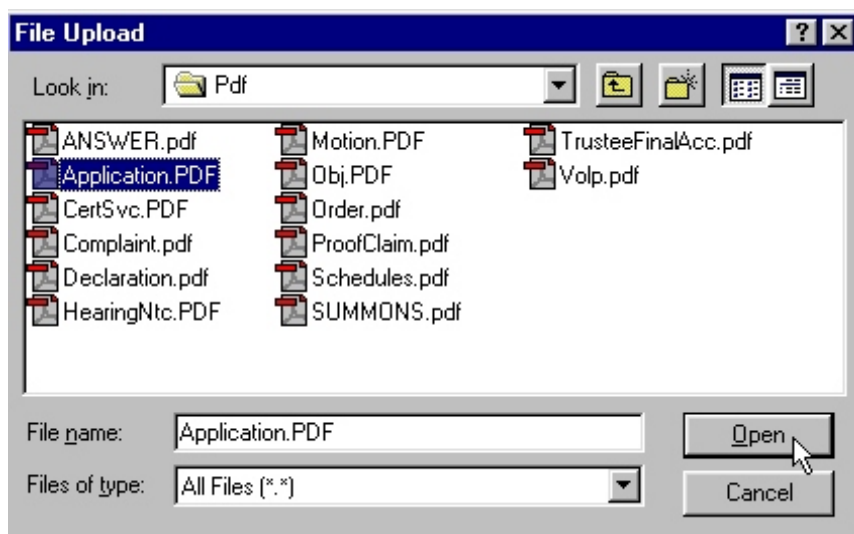 File Upload
Look in: Pdf
ANSWER.pdf Motion.PDF TrusteeFinalAcc.pdf
Application.PDF Obj.PDF Volp.pdf
CertSvc.PDF Order.pdf
Complaint.pdf ProofClaim.pdf
Declaration.pdf Schedules.pdf
HearingNtc.PDF SUMMONS.pdf
File name: Application.PDF Open
Files of type: All Files (*.*) Cancel